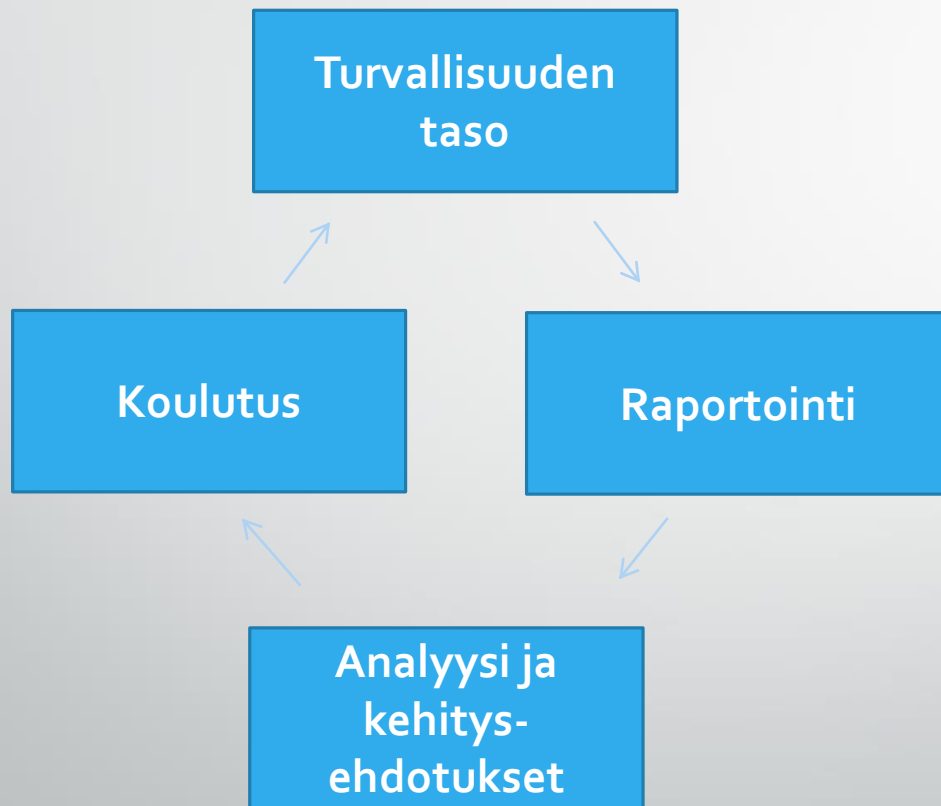 Turvallisuuden
taso
Koulutus
Raportointi
Analyysi ja
kehitys-
ehdotukset